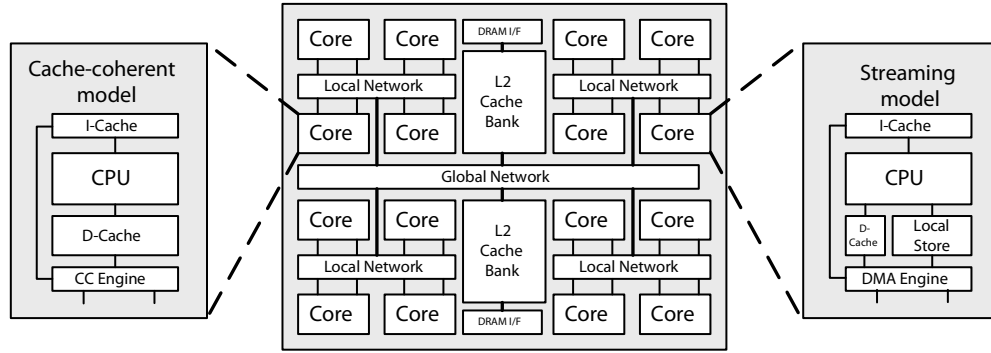 Cache-coherent
model
I-Cache
CPU
D-Cache
CC Engine
Core
Core
DRAM I/F
Core
Core
Local Network
L2
Cache
Bank
Local Network
Core
Core
Core
Core
Global Network
Core
Core
L2
Cache
Bank
Core
Core
Local Network
Local Network
Core
Core
DRAM I/F
Core
Core
Streaming
model
I-Cache
CPU
D-
Cache
Local
Store
DMA Engine